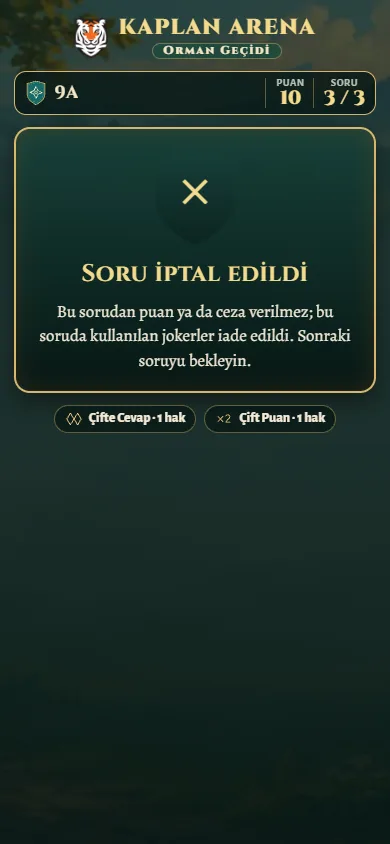 KAPLAN ARENA
Orman Geçidi
9A
PUAN
10
SORU
3 / 3
Soru İptal Edildi
Bu sorudan puan ya da ceza verilmez; bu
soruda kullanılan jokerler iade edildi. Sonraki
soruyu bekleyin.
Çifte Cevap · 1 hak
×2 Çift Puan · 1 hak